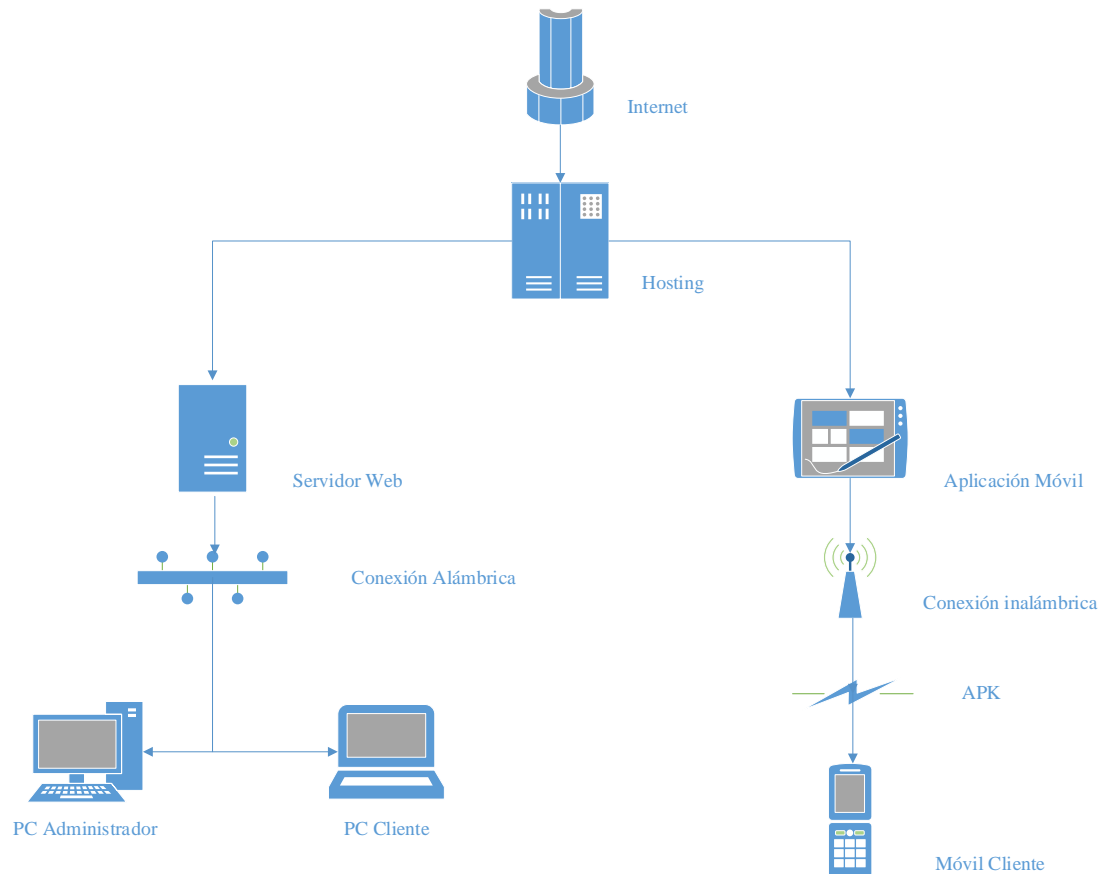 Internet
Hosting
Servidor Web
Aplicación Móvil
Conexión Alámbrica
Conexión inalámbrica
APK
PC Administrador
PC Cliente
Móvil Cliente